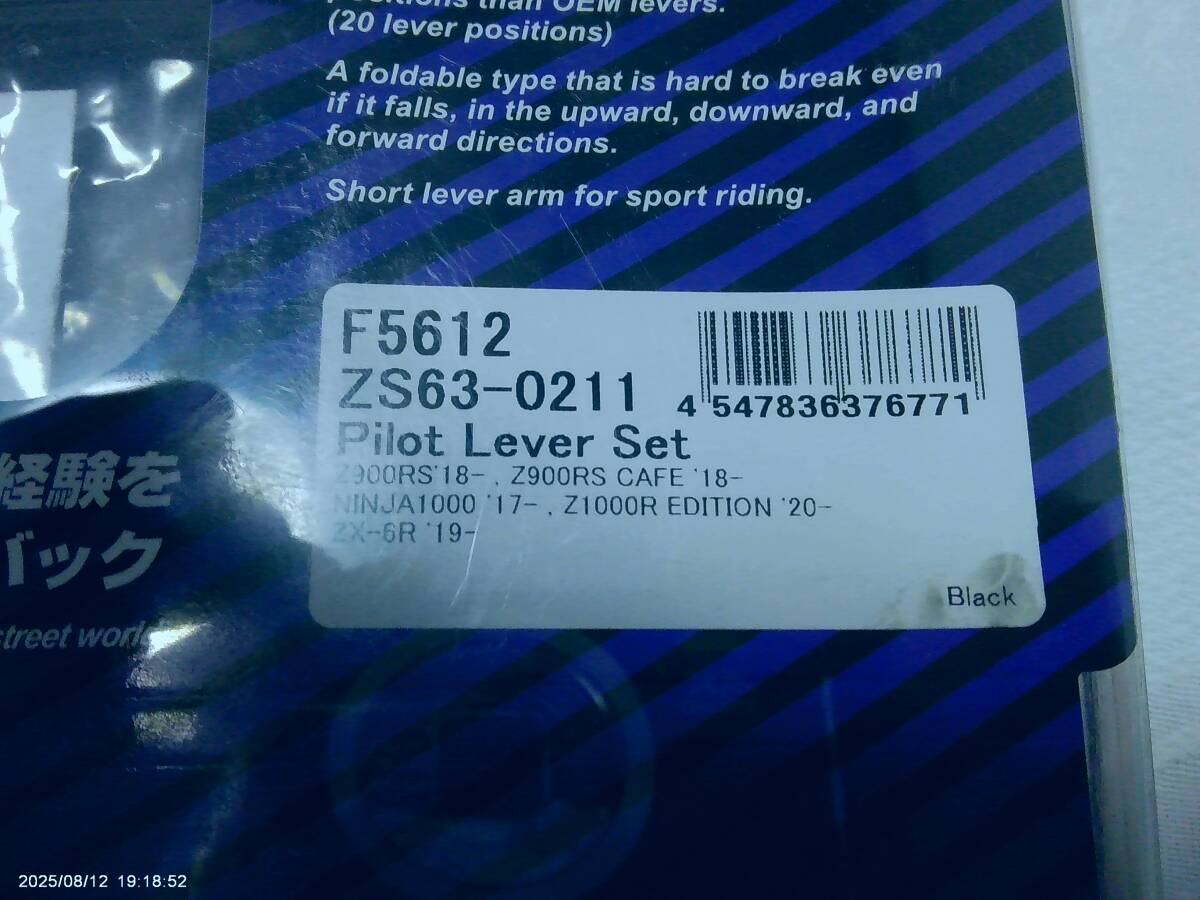 than OEM levers.
(20 lever positions)
A foldable type that is hard to break even
if it falls, in the upward, downward, and
forward directions.
Short lever arm for sport riding.
F5612
ZS63-0211
4 547836376771
Pilot Lever Set
Z900RS'18- , Z900RS CAFE '18-
NINJA1000 '17- , Z1000R EDITION '20-
ZX-6R '19-
Black
経験を
バック
street
2025/08/12 19:18:52